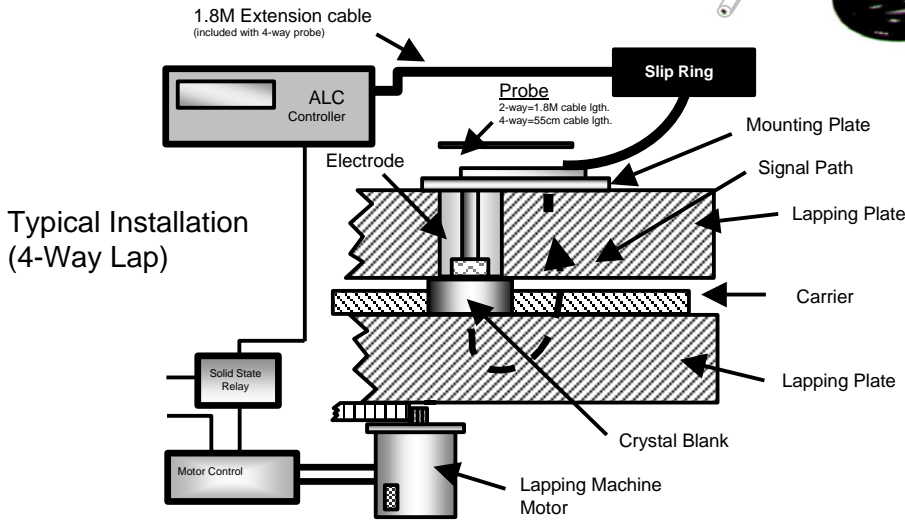 1.8M Extension cable
(included with 4-way probe)
Slip Ring
ALC
Controller
Probe
2-way=1.8M cable lgth.
4-way=55cm cable lgth.
Mounting Plate
Electrode
Signal Path
Lapping Plate
Typical Installation
(4-Way Lap)
Carrier
Solid State
Relay
Lapping Plate
Crystal Blank
Motor Control
Lapping Machine
Motor